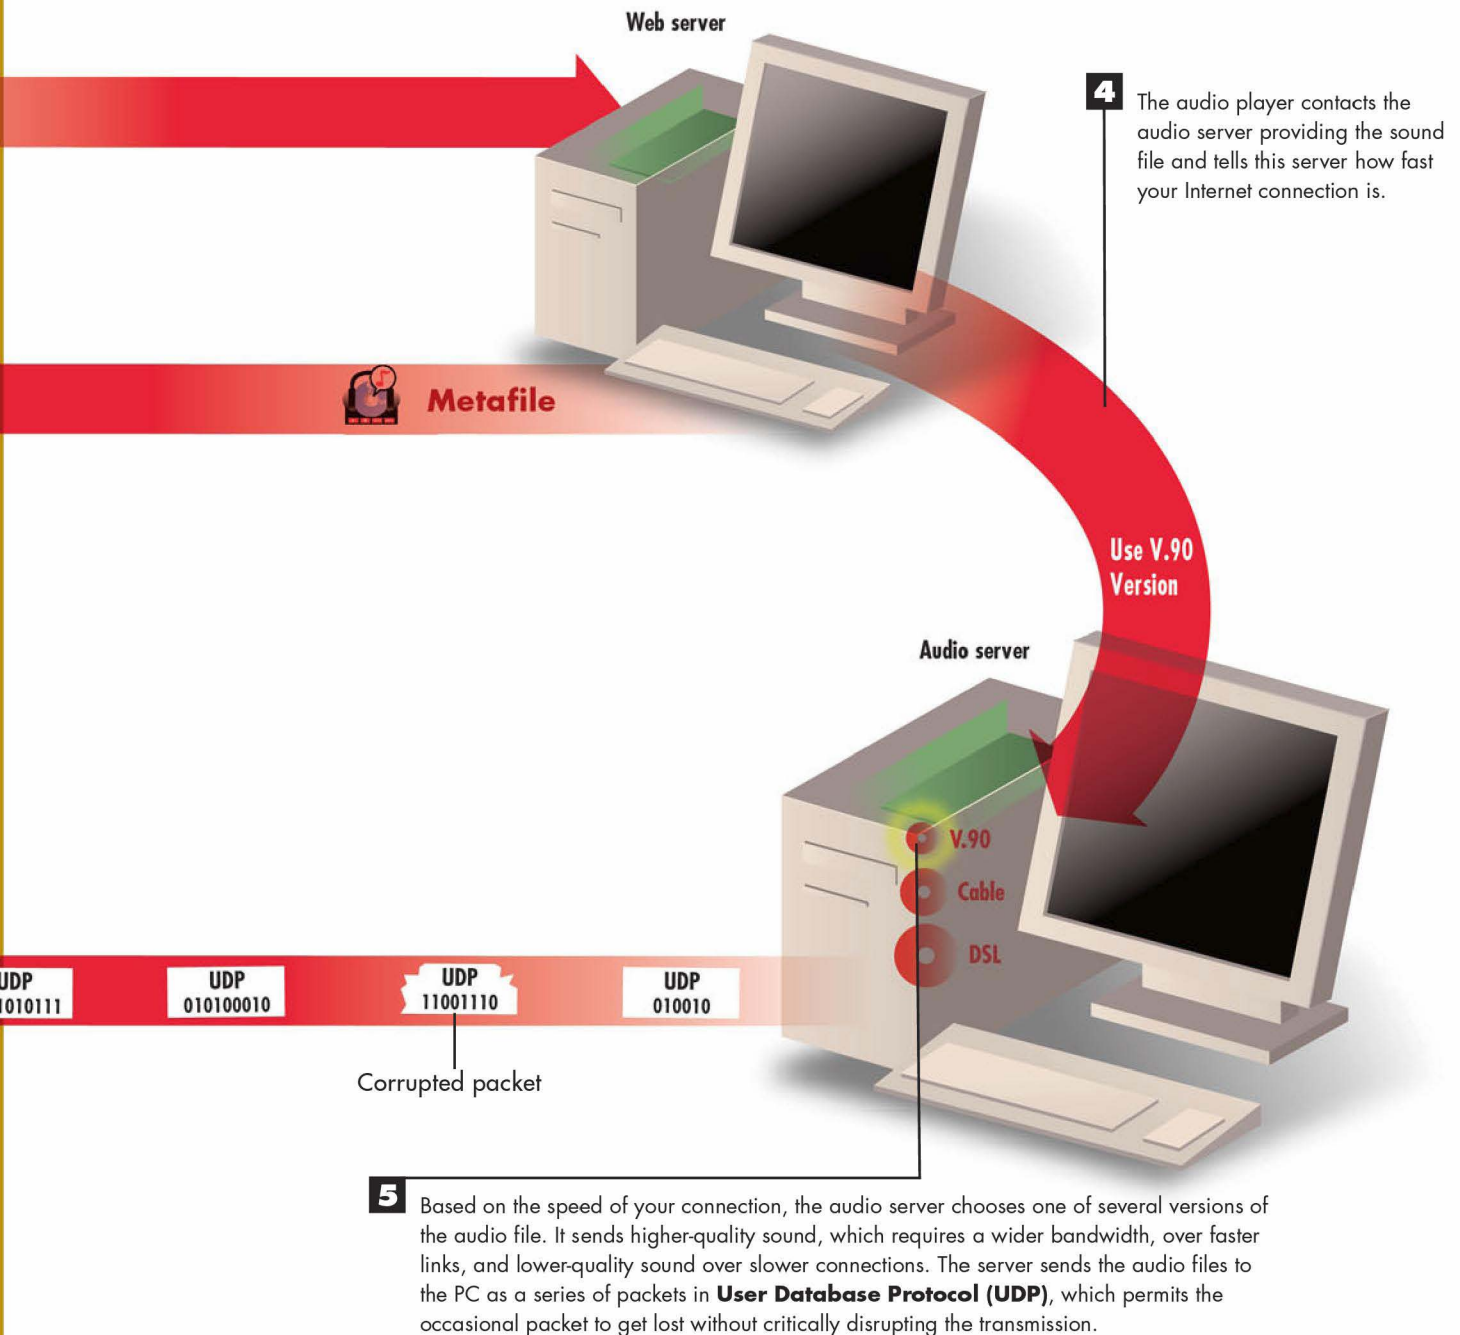 Web server
4
The audio player contacts the
audio server providing the sound
file and tells this server how fast
your Internet connection is.
Metafile
Use V.90
Version
Audio server
V.90
Cable
DSL
UDP
1010111
UDP
010100010
UDP
11001110
UDP
010010
Corrupted packet
5
Based on the speed of your connection, the audio server chooses one of several versions of
the audio file. It sends higher-quality sound, which requires a wider bandwidth, over faster
links, and lower-quality sound over slower connections. The server sends the audio files to
the PC as a series of packets in User Database Protocol (UDP), which permits the
occasional packet to get lost without critically disrupting the transmission.